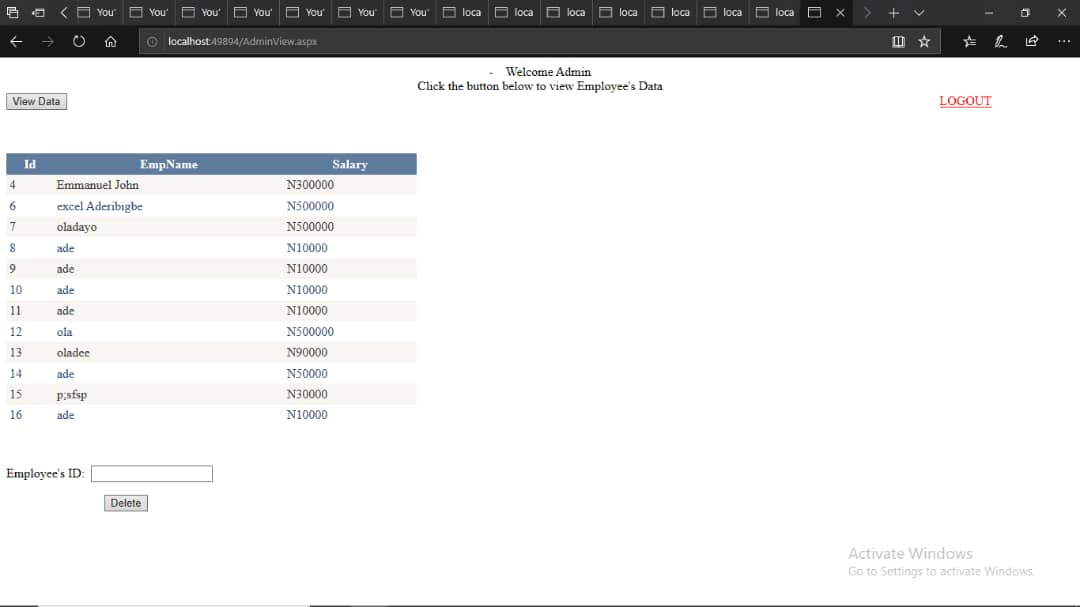 You' You' You' You' You' You' You' loca loca loca loca loca loca loca
localhost:49894/AdminView.aspx
- Welcome Admin
Click the button below to view Employee's Data
View Data
LOGOUT
Id EmpName Salary
4 Emmanuel John N300000
6 excel Aderibigbe N500000
7 oladayo N500000
8 ade N10000
9 ade N10000
10 ade N10000
11 ade N10000
12 ola N500000
13 oladee N90000
14 ade N50000
15 p;sfsp N30000
16 ade N10000
Employee's ID:
Delete
Activate Windows
Go to Settings to activate Windows.